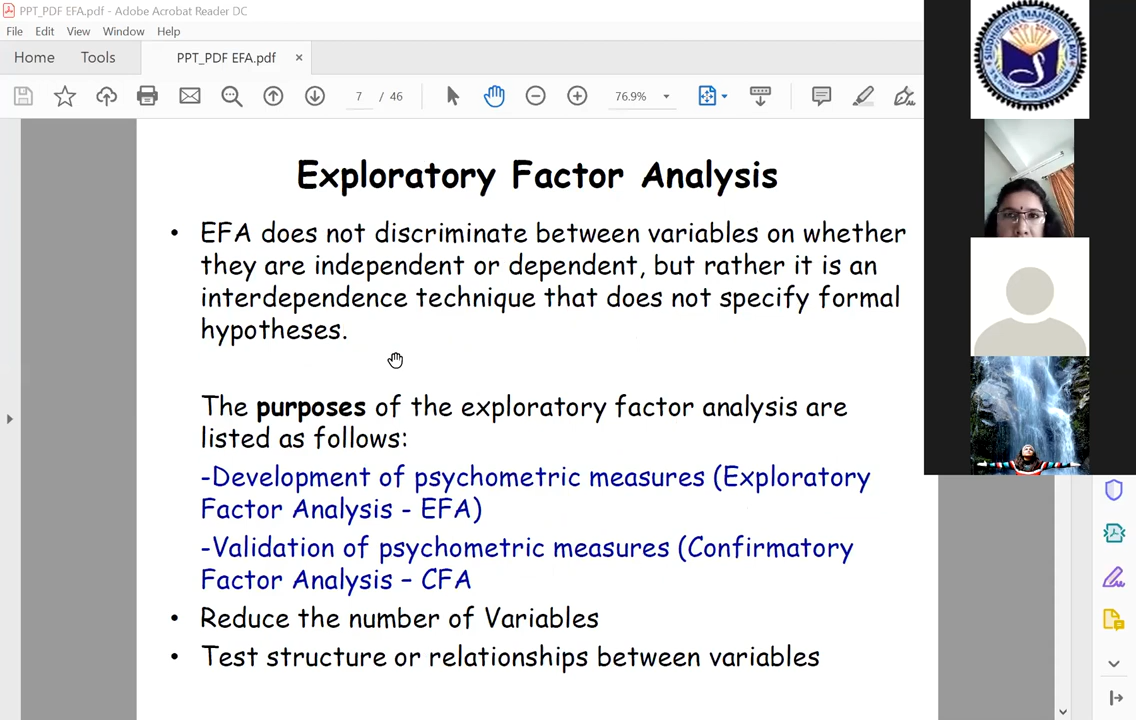 PPT_PDF EFA.pdf - Adobe Acrobat Reader DC
File Edit View Window Help
Home Tools PPT_PDF EFA.pdf ×
7 / 46 76.9%
Exploratory Factor Analysis
• EFA does not discriminate between variables on whether
they are independent or dependent, but rather it is an
interdependence technique that does not specify formal
hypotheses.
The purposes of the exploratory factor analysis are
listed as follows:
-Development of psychometric measures (Exploratory
Factor Analysis - EFA)
-Validation of psychometric measures (Confirmatory
Factor Analysis – CFA
• Reduce the number of Variables
• Test structure or relationships between variables
SIDDHINATH MAHAVIDYALAYA